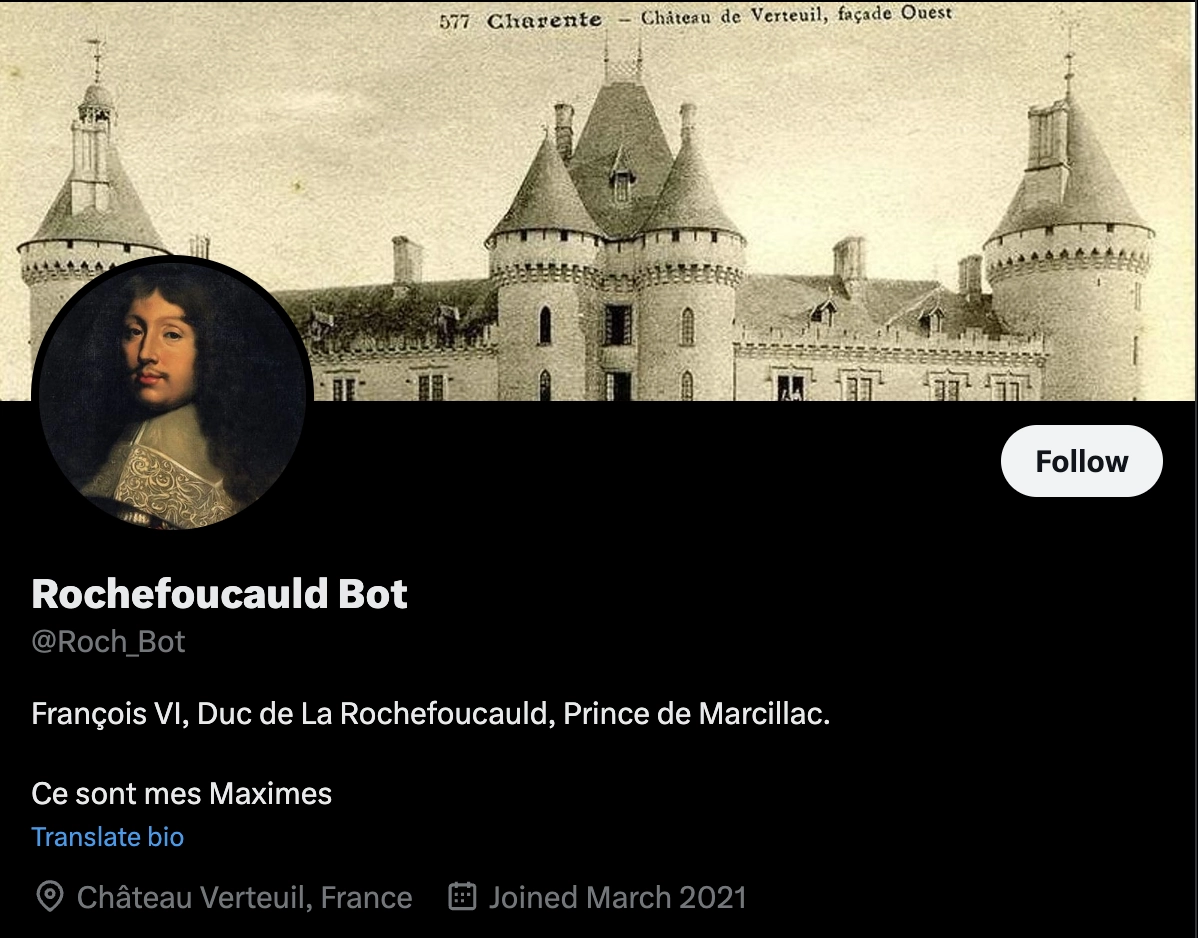 577 Charente — Château de Verteuil, façade Ouest
Follow
Rochefoucauld Bot
@Roch_Bot
François VI, Duc de La Rochefoucauld, Prince de Marcillac.
Ce sont mes Maximes
Translate bio
Château Verteuil, France Joined March 2021